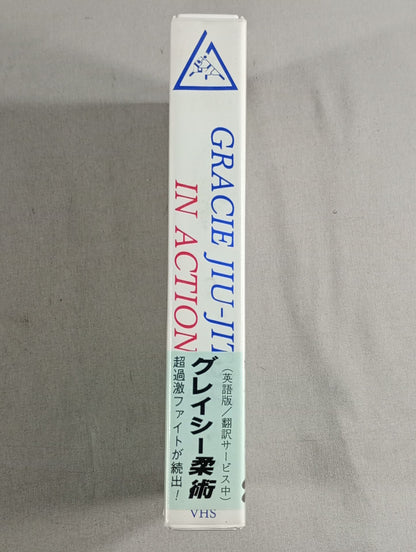 GRACIE JIU-JIT
IN ACTION
(英語版/翻訳サービス中)
グレイシー柔術
超過激ファイトが続出!
VHS